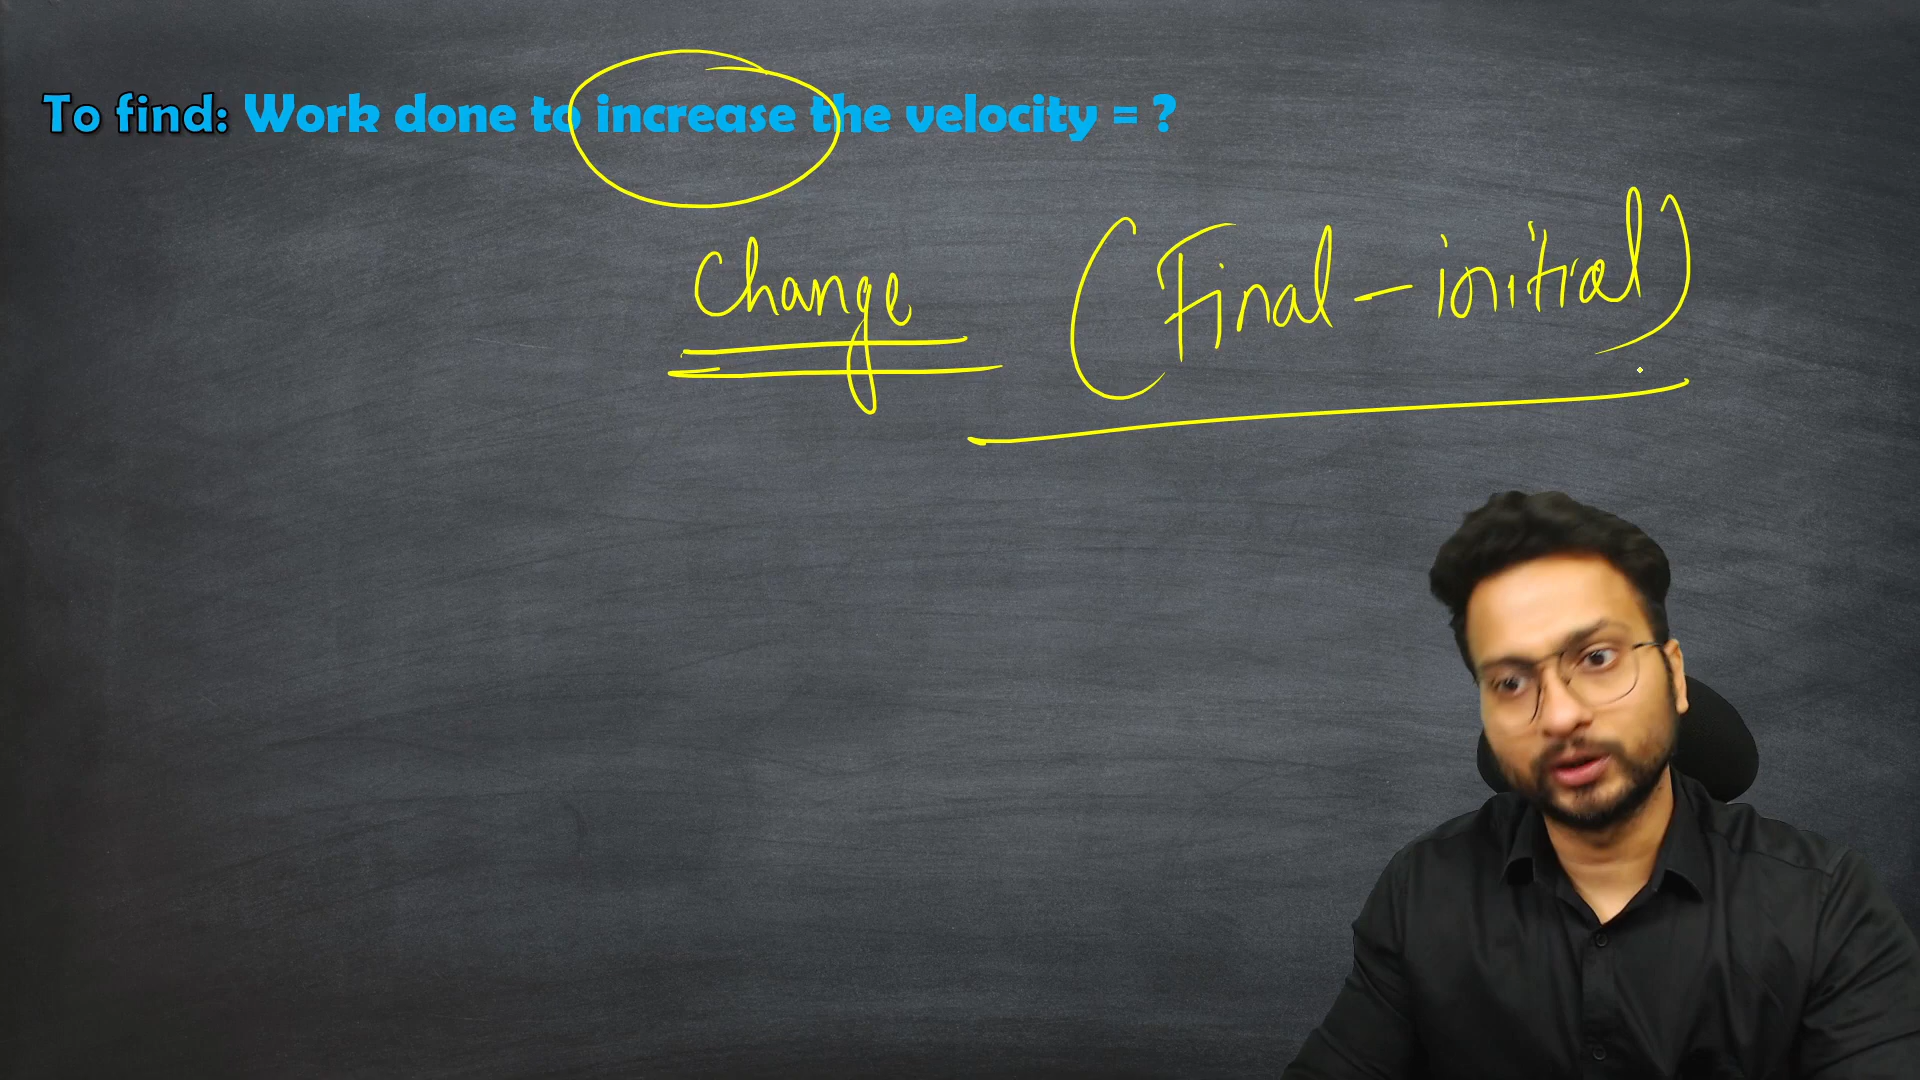 To find: Work done to increase the velocity = ?
Change (Final - initial)